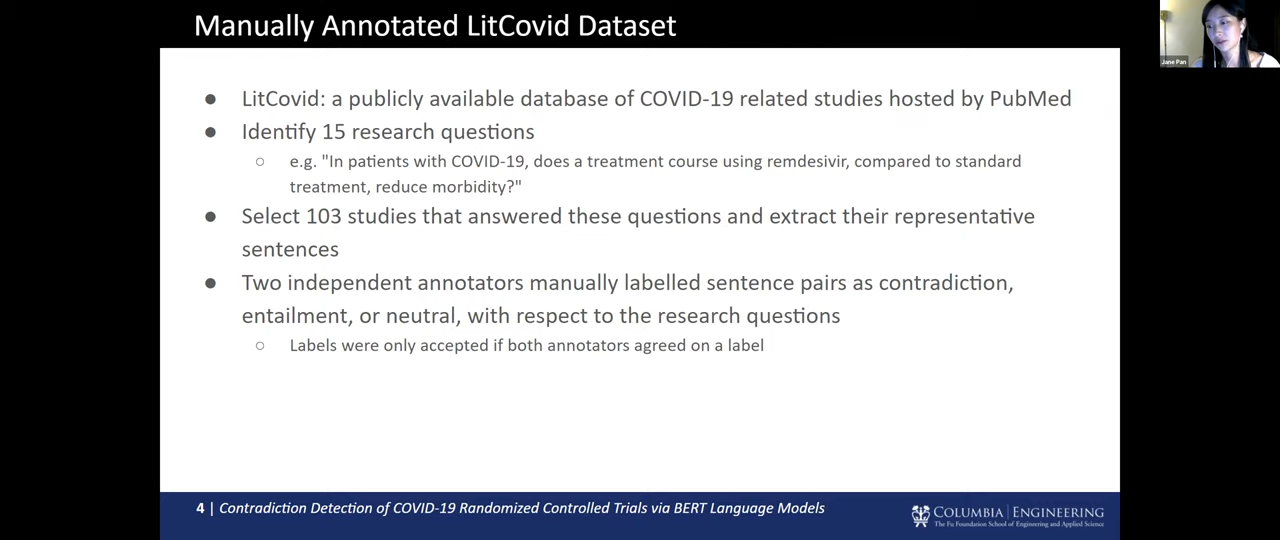 Manually Annotated LitCovid Dataset
Jane Pan
● LitCovid: a publicly available database of COVID-19 related studies hosted by PubMed
● Identify 15 research questions
○ e.g. "In patients with COVID-19, does a treatment course using remdesivir, compared to standard
treatment, reduce morbidity?"
● Select 103 studies that answered these questions and extract their representative
sentences
● Two independent annotators manually labelled sentence pairs as contradiction,
entailment, or neutral, with respect to the research questions
○ Labels were only accepted if both annotators agreed on a label
4 | Contradiction Detection of COVID-19 Randomized Controlled Trials via BERT Language Models
COLUMBIA | ENGINEERING
The Fu Foundation School of Engineering and Applied Science